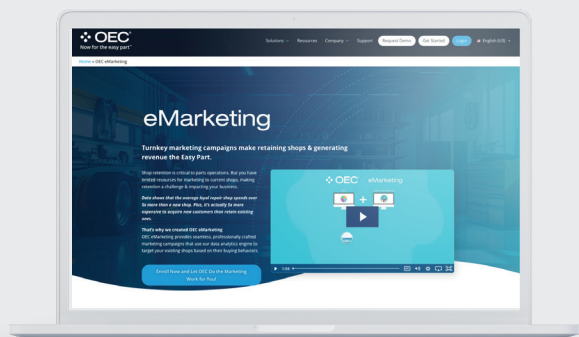 OEC®
Now for the easy part™
Solutions
Resources
Company
Support
Request Demo
Get Started
Login
English (US)
Home » OEC eMarketing
eMarketing
Turnkey marketing campaigns make retaining shops & generating
revenue the Easy Part.
Shop retention is critical to parts operations. But you have
limited resources for marketing to current shops, making
retention a challenge & impacting your business.
Data shows that the average loyal repair shop spends over
5x more than a new shop. Plus, it's actually 5x more
expensive to acquire new customers than retain existing
ones.
That's why we created OEC eMarketing
OEC eMarketing provides seamless, professionally crafted
marketing campaigns that use our data analytics engine to
target your existing shops based on their buying behaviors
Enroll Now and Let OEC Do the Marketing
Work for You!
OEC
eMarketing